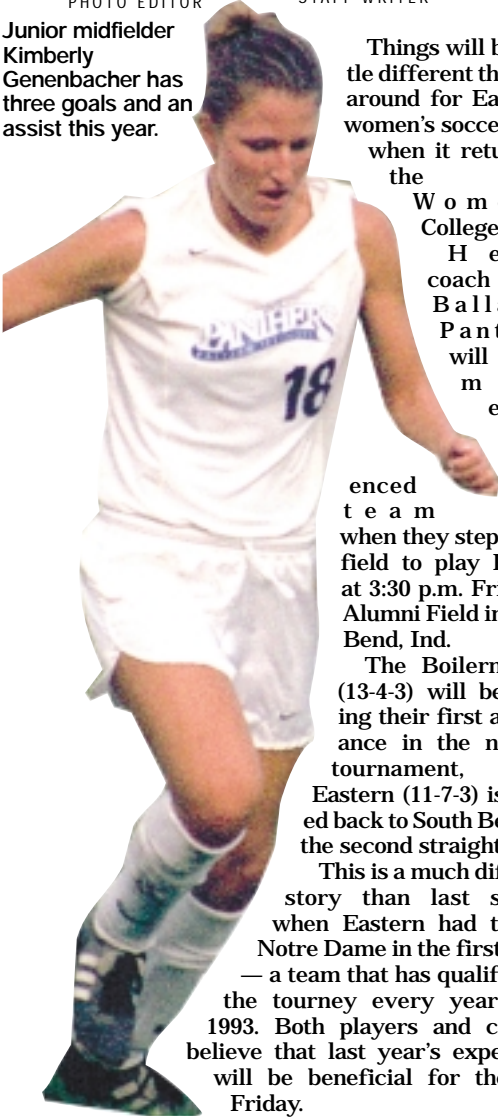 PHOTO EDITOR
STAFF WRITER
Junior midfielder
Kimberly
Genenbacher has
three goals and an
assist this year.
Things will b
tle different th
around for Ea
women's socce
when it retu
the
W o m
College
H e
coach
B a l l
P a n t
will
m
e
enced
t e a m
when they step
field to play
at 3:30 p.m. Fri
Alumni Field in
Bend, Ind.
The Boilerm
(13-4-3) will be
ing their first a
ance in the n
tournament,
Eastern (11-7-3) is
ed back to South Be
the second straight
This is a much dif
story than last s
when Eastern had t
Notre Dame in the first
— a team that has qualif
the tourney every year
1993. Both players and c
believe that last year's expe
will be beneficial for the
Friday.
PANTHERS
18